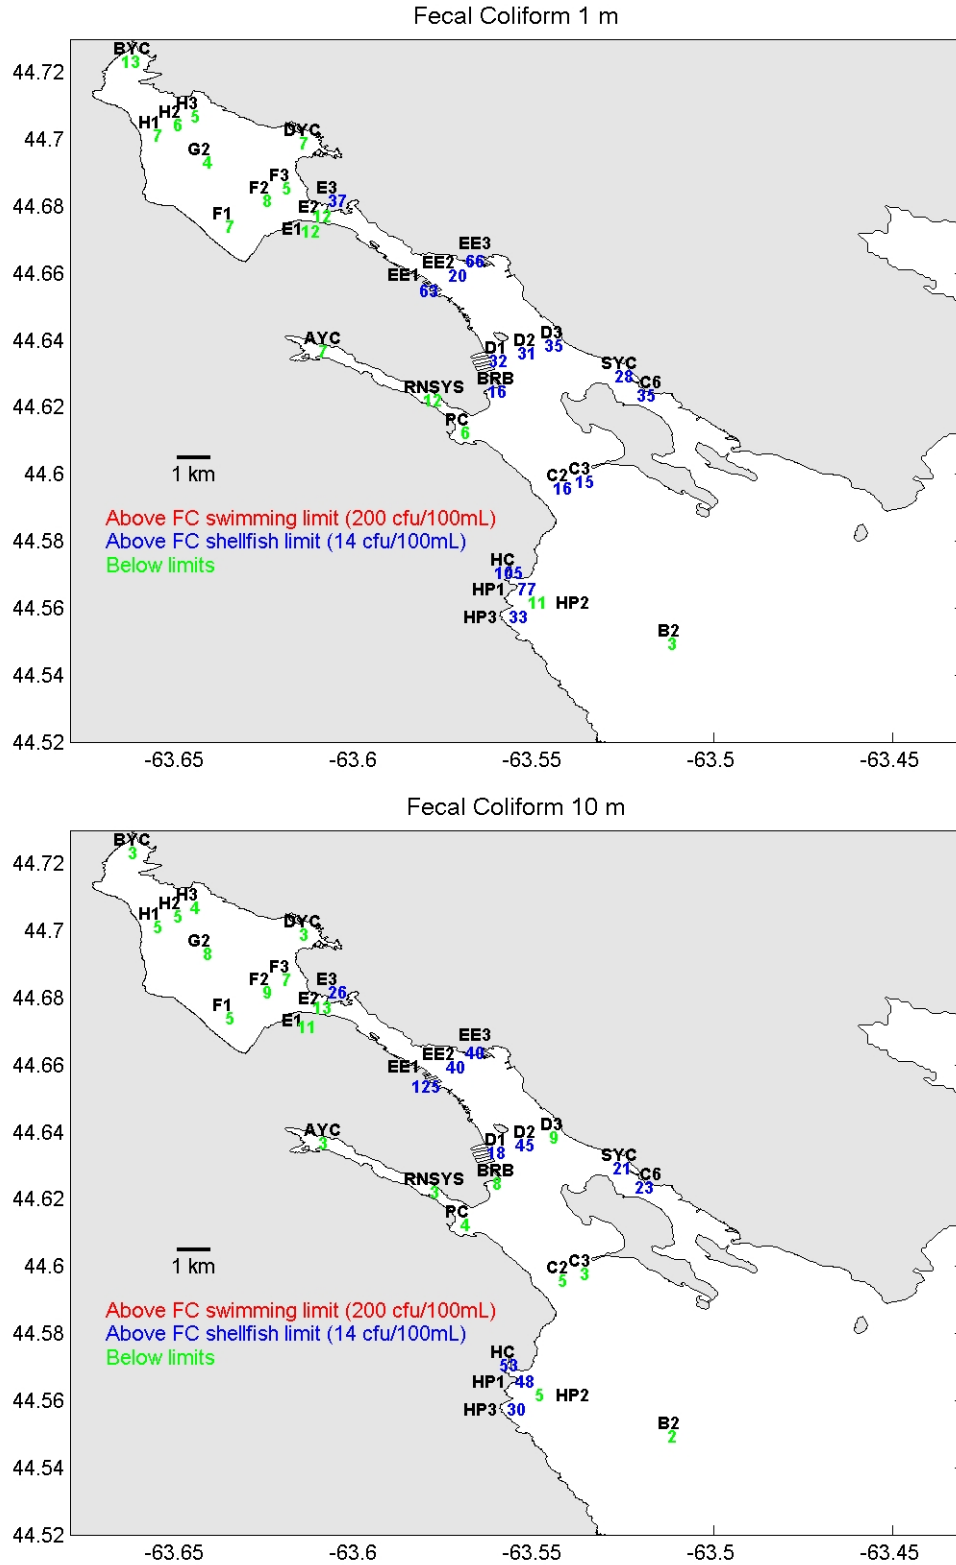 Fecal Coliform 1 m
44.72
44.7
44.68
44.66
44.64
44.62
44.6
44.58
44.56
44.54
44.52
BYC
13
H3
5
H2
6
H1
7
DYC
7
G2
4
F3
5
F2
8
E3
37
E2
12
F1
7
E1
12
EE3
66
EE2
20
EE1
63
D3
35
D2
31
D1
32
AYC
7
SYC
28
C6
35
BRB
16
RNSYS
12
PC
6
1 km
C3
15
C2
16
Above FC swimming limit (200 cfu/100mL)
Above FC shellfish limit (14 cfu/100mL)
Below limits
HC
HP1
77
11
HP2
HP3
33
B2
3
-63.65
-63.6
-63.55
-63.5
-63.45
Fecal Coliform 10 m
44.72
44.7
44.68
44.66
44.64
44.62
44.6
44.58
44.56
44.54
44.52
BYC
3
H3
4
H2
5
H1
5
DYC
3
G2
8
F3
7
F2
9
E3
26
E2
13
F1
5
E1
11
EE3
40
EE2
40
EE1
125
D3
9
D2
45
D1
18
AYC
3
SYC
21
C6
23
BRB
8
RNSYS
3
PC
4
1 km
C3
3
C2
5
Above FC swimming limit (200 cfu/100mL)
Above FC shellfish limit (14 cfu/100mL)
Below limits
HC
53
HP1
48
5
HP2
HP3
30
B2
2
-63.65
-63.6
-63.55
-63.5
-63.45